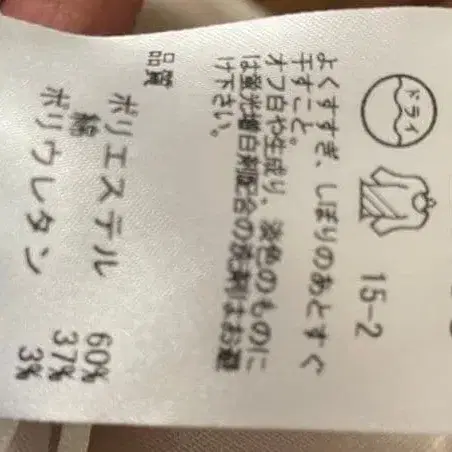 ドライ
15-2
よくすすぎ、しぼりのあとすぐ
干すこと。
オフ白や生成り、淡色のものに
は蛍光増白剤配合の洗剤はお避
け下さい。
品質
ポリエステル 60%
綿 37%
ポリウレタン 3%